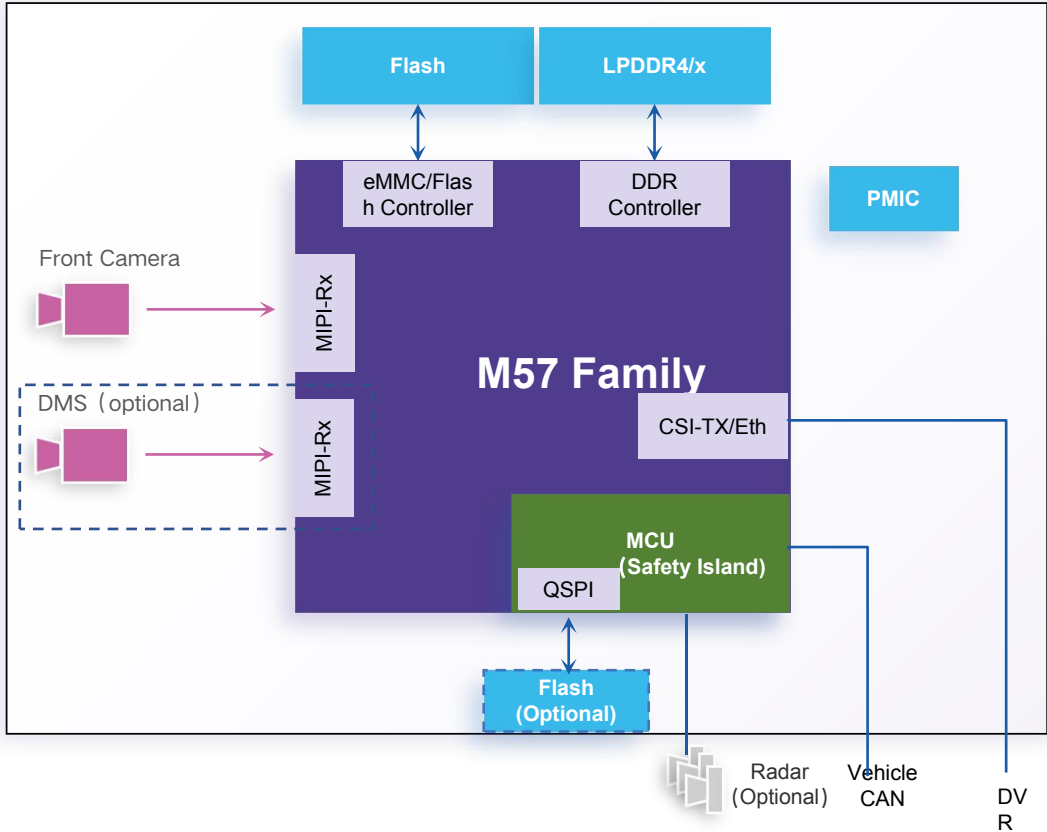 Flash
LPDDR4/x
eMMC/Flas
h Controller
DDR
Controller
PMIC
Front Camera
MIPI-Rx
M57 Family
DMS（optional）
MIPI-Rx
CSI-TX/Eth
MCU
(Safety Island)
QSPI
Flash
(Optional)
Radar
(Optional)
Vehicle
CAN
DV
R